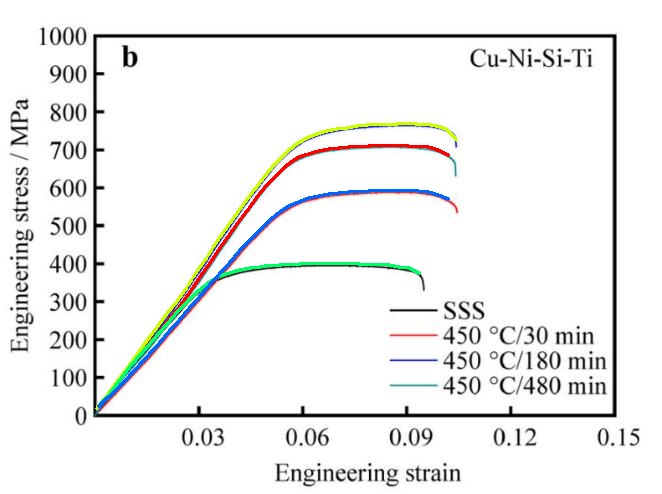 b
Cu-Ni-Si-Ti
Engineering stress / MPa
1000
900
800
700
600
500
400
300
200
100
0
SSS
450 °C/30 min
450 °C/180 min
450 °C/480 min
0.03 0.06 0.09 0.12 0.15
Engineering strain